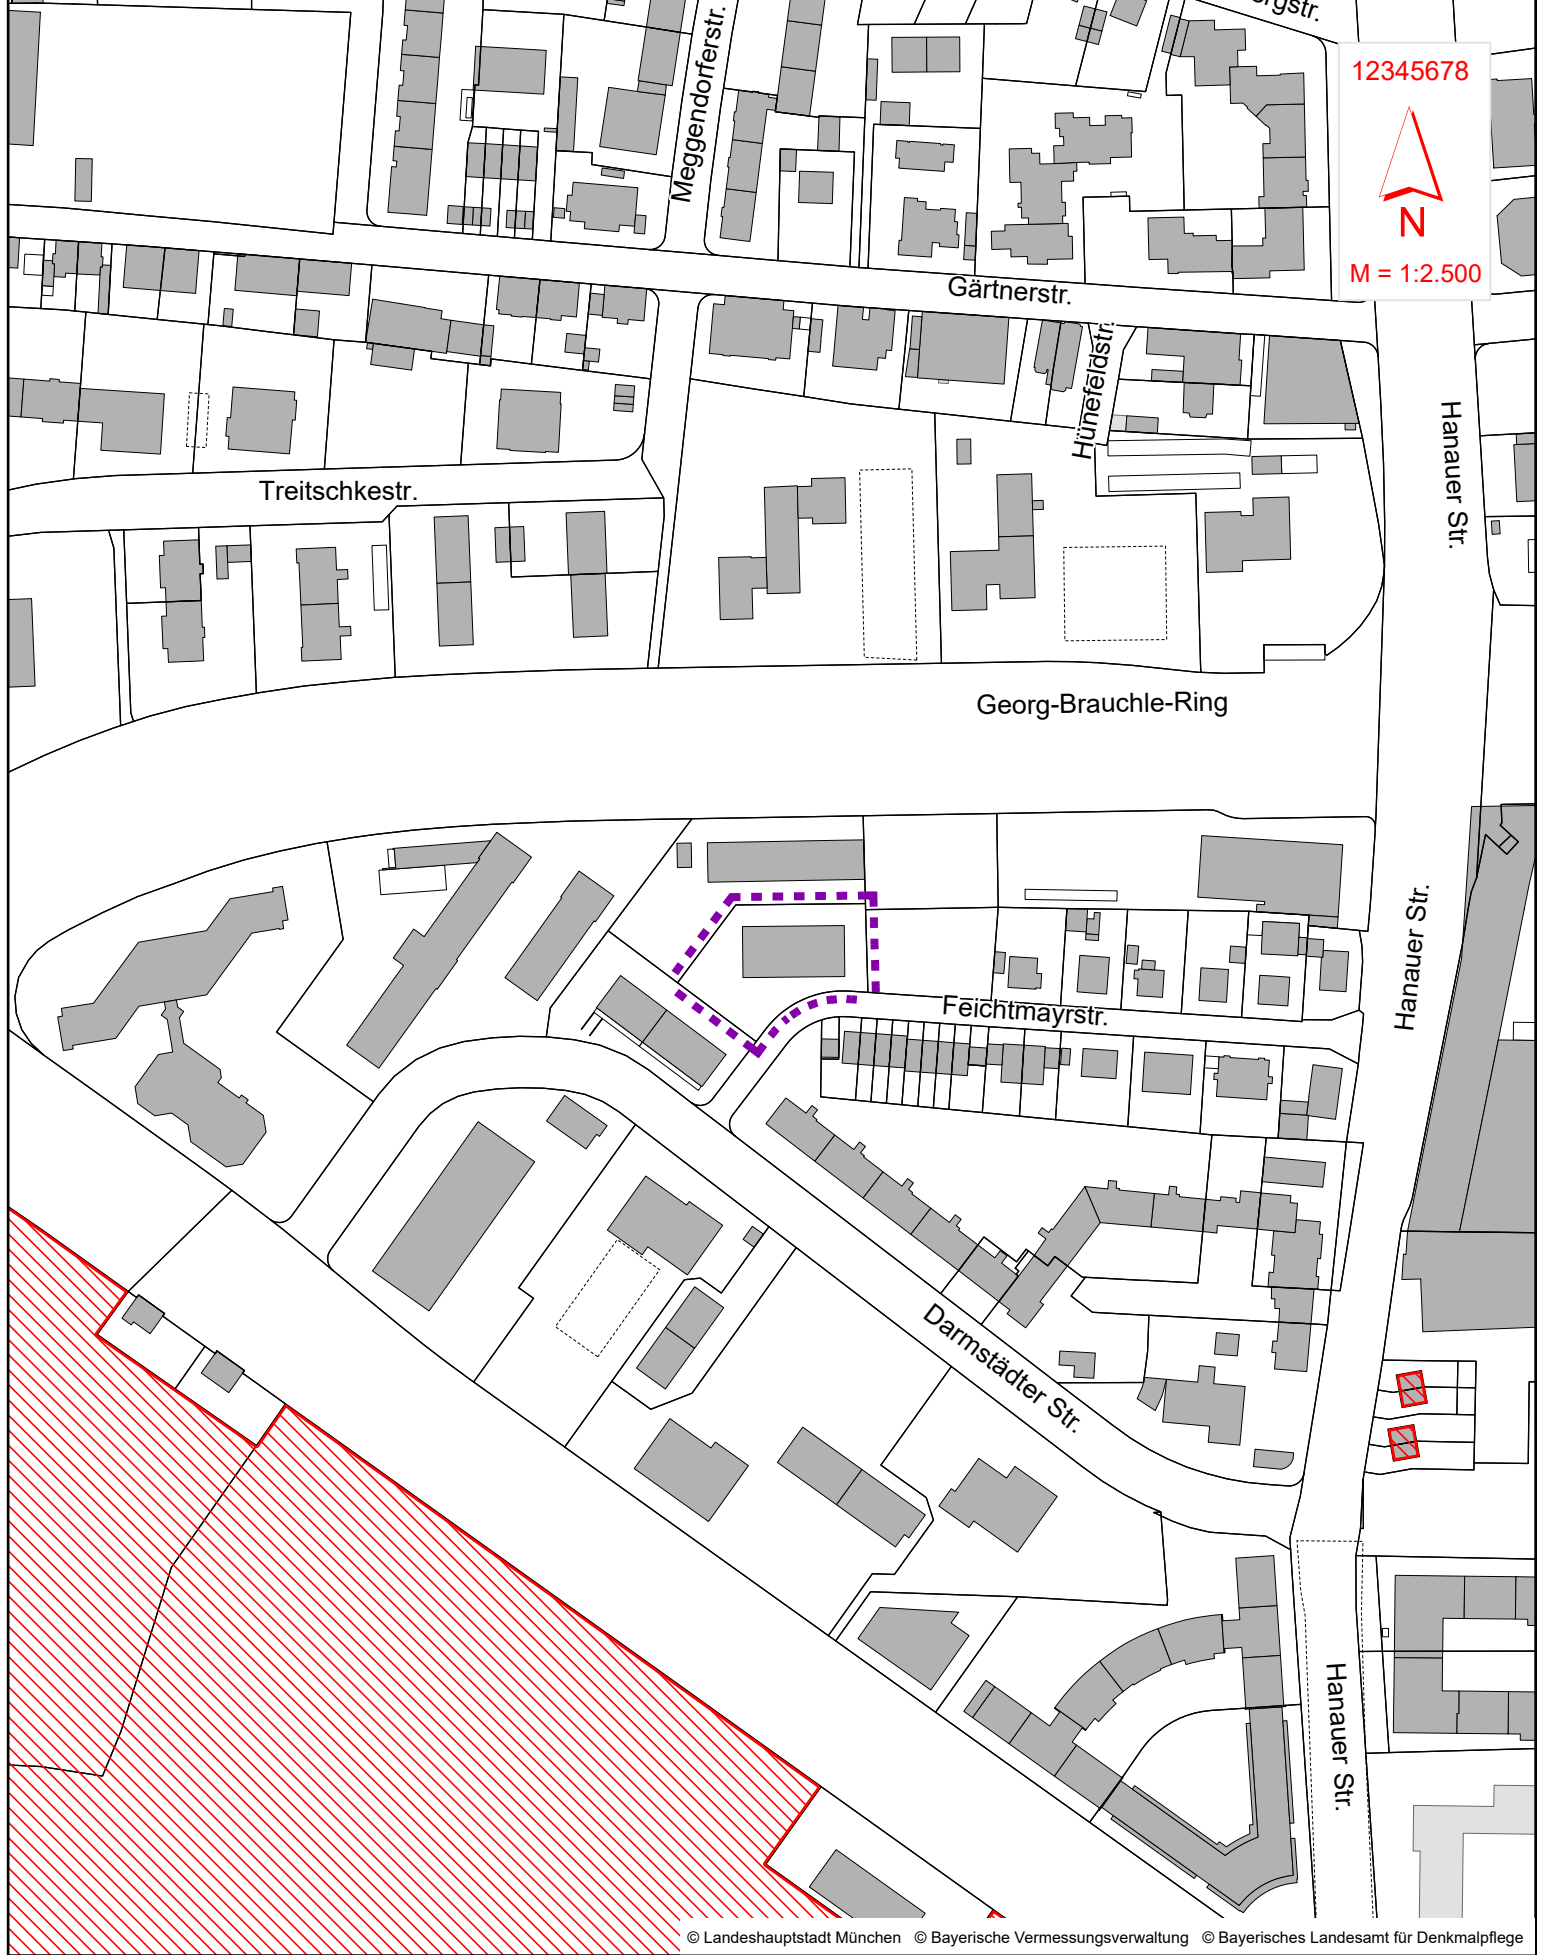 12345678
N
M = 1:2.500
Meggendorferstr.
Gärtnerstr.
Hünefeldstr.
Hanauer Str.
Treitschkestr.
Georg-Brauchle-Ring
Hanauer Str.
Feichtmayrstr.
Darmstädter Str.
Hanauer Str.
© Landeshauptstadt München © Bayerische Vermessungsverwaltung © Bayerisches Landesamt für Denkmalpflege